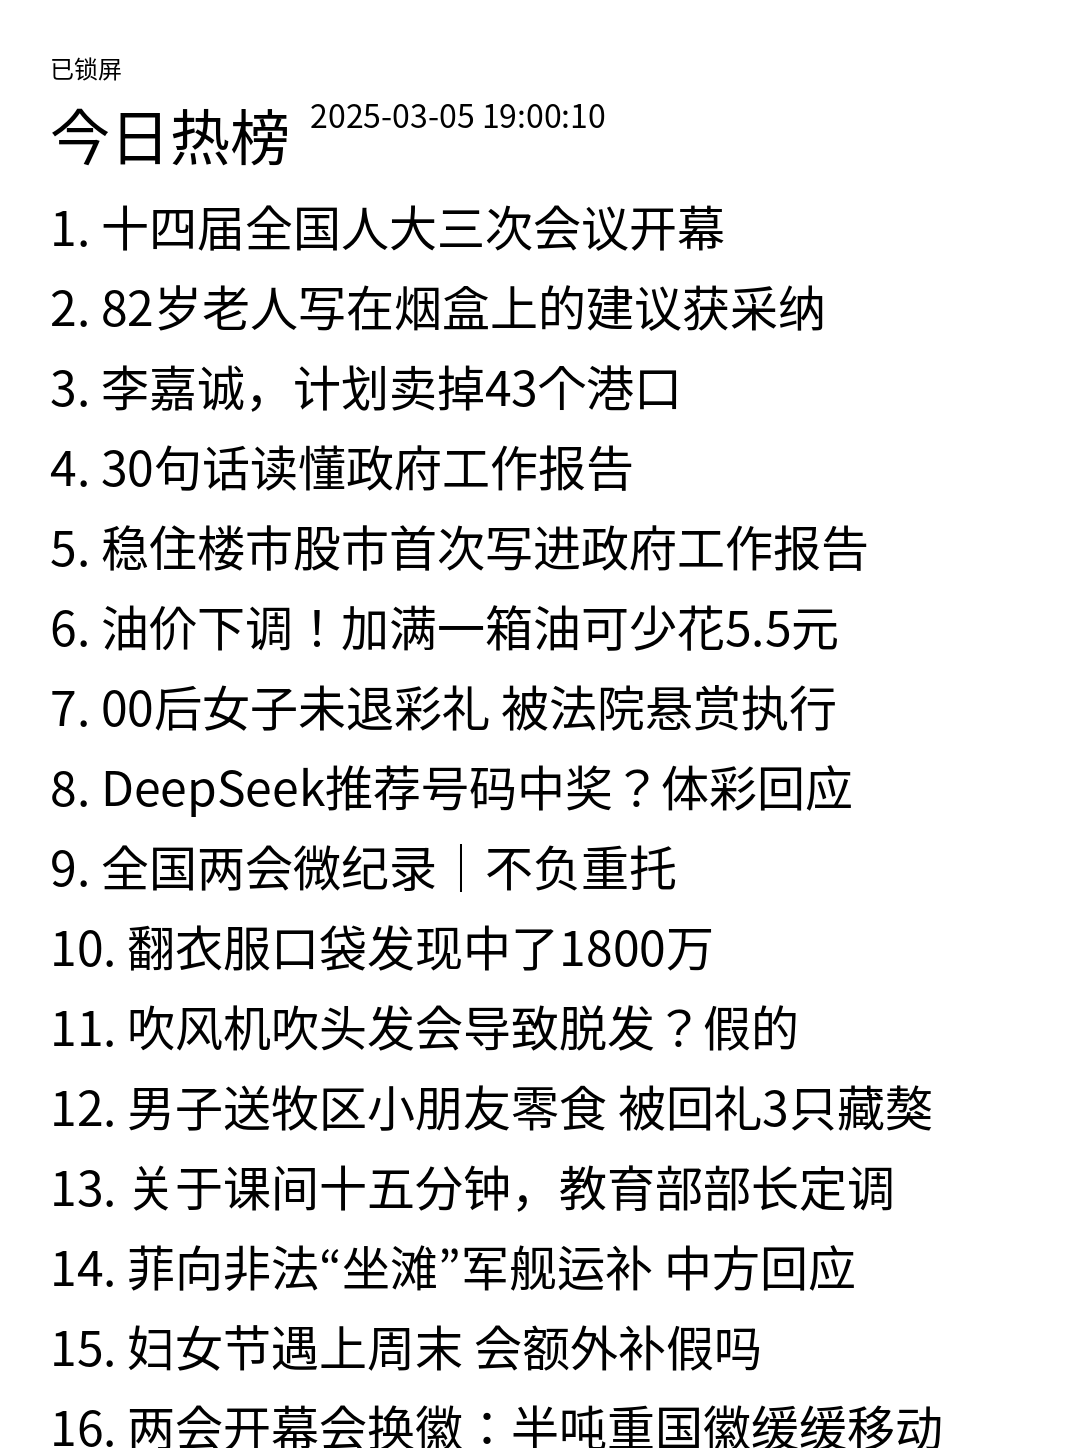 已锁屏
今日热榜 2025-03-05 19:00:10
1. 十四届全国人大三次会议开幕
2. 82岁老人写在烟盒上的建议获采纳
3. 李嘉诚，计划卖掉43个港口
4. 30句话读懂政府工作报告
5. 稳住楼市股市首次写进政府工作报告
6. 油价下调！加满一箱油可少花5.5元
7. 00后女子未退彩礼 被法院悬赏执行
8. DeepSeek推荐号码中奖？体彩回应
9. 全国两会微纪录｜不负重托
10. 翻衣服口袋发现中了1800万
11. 吹风机吹头发会导致脱发？假的
12. 男子送牧区小朋友零食 被回礼3只藏獒
13. 关于课间十五分钟，教育部部长定调
14. 菲向非法“坐滩”军舰运补 中方回应
15. 妇女节遇上周末 会额外补假吗
16. 两会开幕会换徽：半吨重国徽缓缓移动